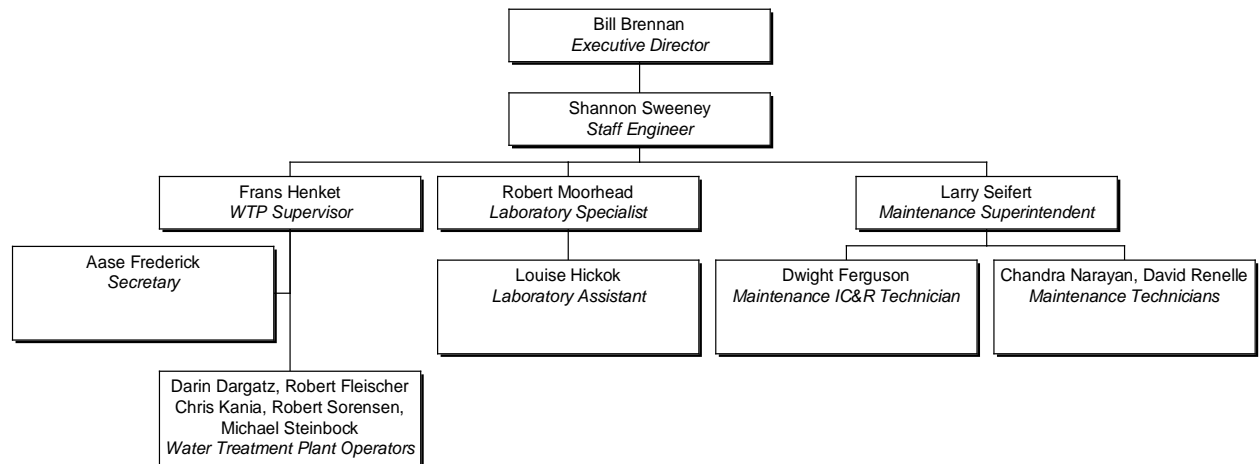 Bill Brennan
Executive Director
Shannon Sweeney
Staff Engineer
Frans Henket
WTP Supervisor
Robert Moorhead
Laboratory Specialist
Larry Seifert
Maintenance Superintendent
Aase Frederick
Secretary
Louise Hickok
Laboratory Assistant
Dwight Ferguson
Maintenance IC&R Technician
Chandra Narayan, David Renelle
Maintenance Technicians
Darin Dargatz, Robert Fleischer
Chris Kania, Robert Sorensen,
Michael Steinbock
Water Treatment Plant Operators